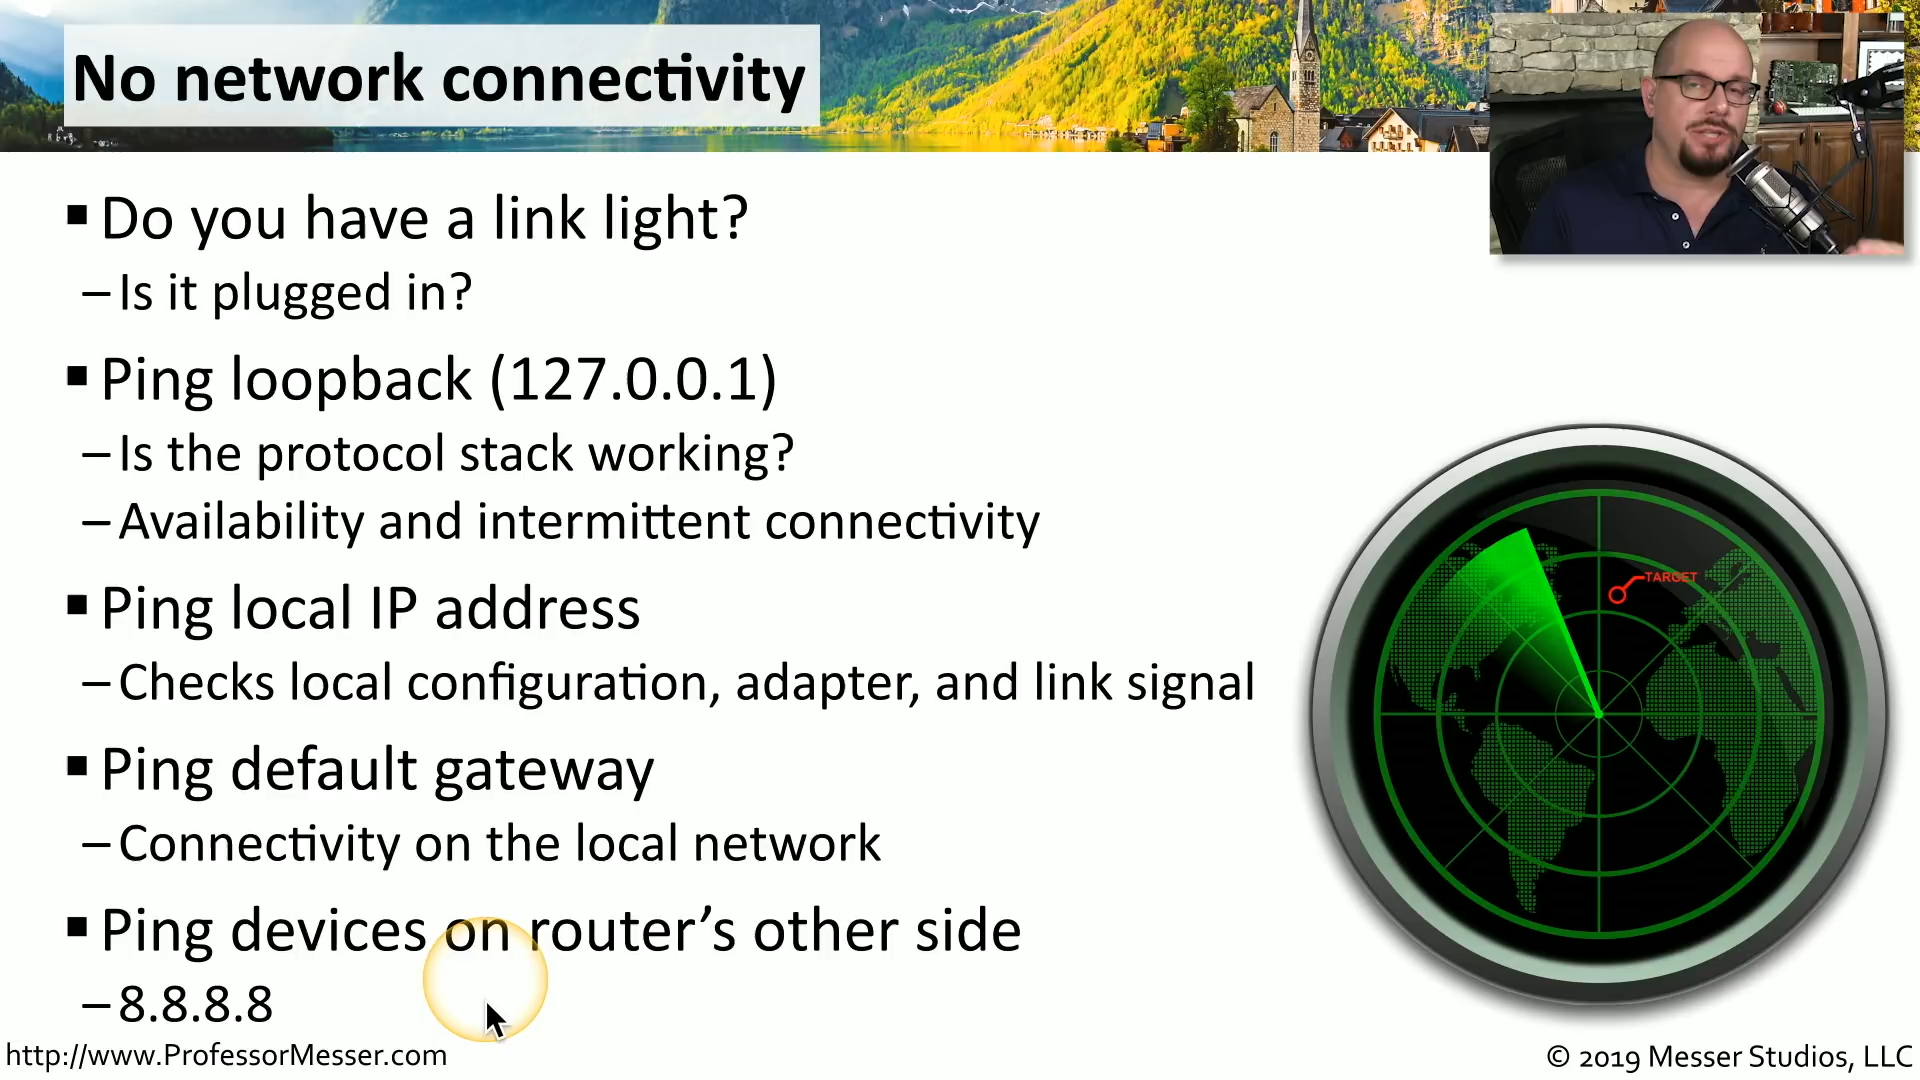 No network connectivity
▪ Do you have a link light?
– Is it plugged in?
▪ Ping loopback (127.0.0.1)
– Is the protocol stack working?
– Availability and intermittent connectivity
▪ Ping local IP address
– Checks local configuration, adapter, and link signal
▪ Ping default gateway
– Connectivity on the local network
▪ Ping devices on router’s other side
– 8.8.8.8
TARGET
http://www.ProfessorMesser.com
© 2019 Messer Studios, LLC